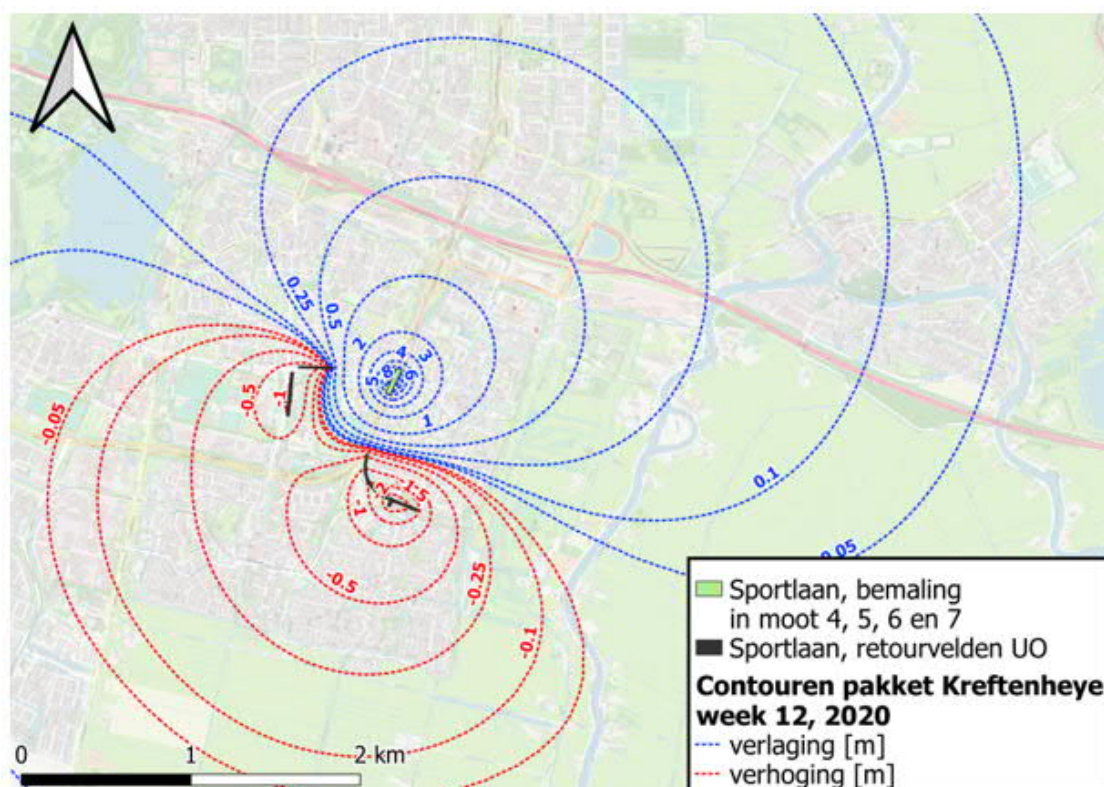 0.25
0.5
2
4
3
5
8
6
1
-0.5
-1
-0.05
0.1
0.05
2
-1.5
-1
-0.5
-0.25
-0.1
Sportlaan, bemaling
in moot 4, 5, 6 en 7
Sportlaan, retourvelden UO
Contouren pakket Kreftenheye
week 12, 2020
verlaging [m]
verhoging [m]
0 1 2 km